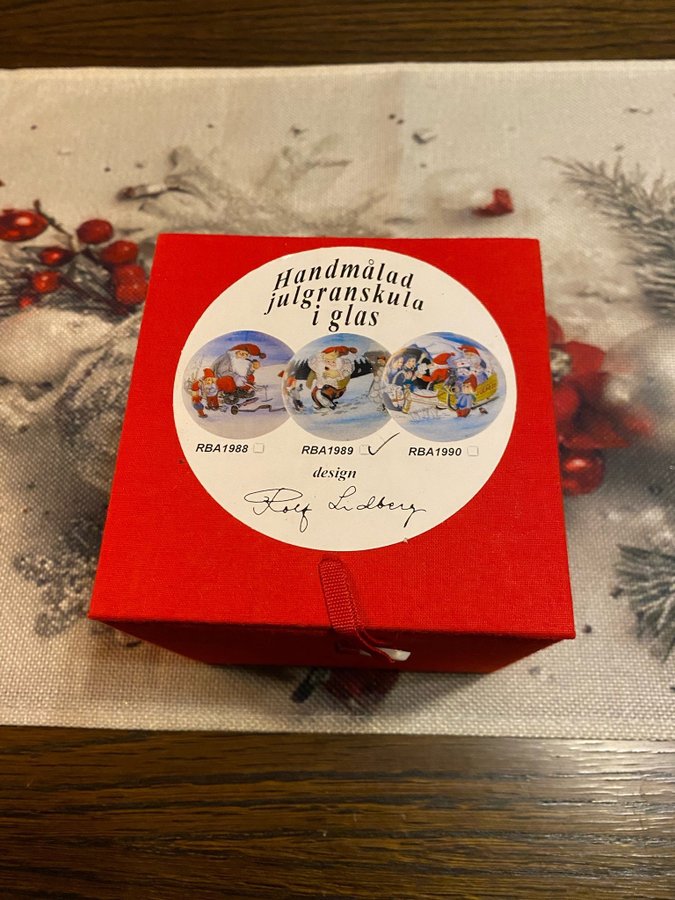 Handmålad
julgranskula
i glas
RBA1988 RBA1989 RBA1990
design
Rolf Lidberg